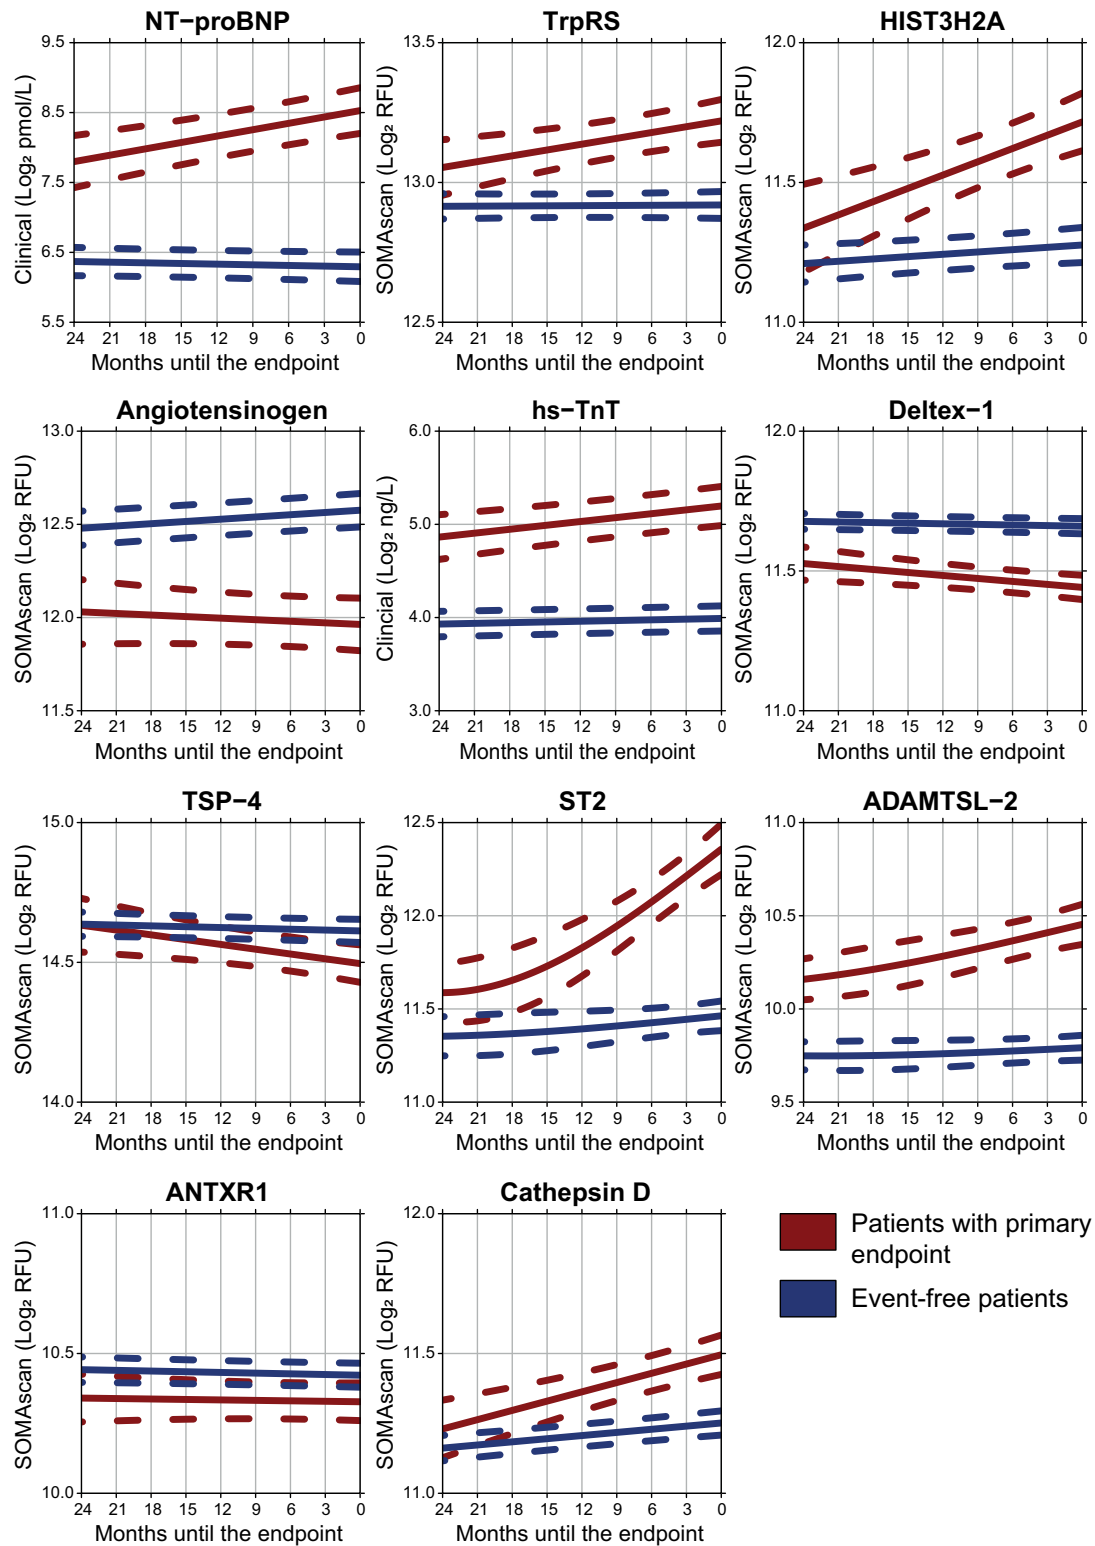 NT−proBNP
Clinical (Log₂ pmol/L)
9.5
8.5
7.5
6.5
5.5
24 21 18 15 12 9 6 3 0
Months until the endpoint
TrpRS
SOMAscan (Log₂ RFU)
13.5
13.0
12.5
24 21 18 15 12 9 6 3 0
Months until the endpoint
HIST3H2A
SOMAscan (Log₂ RFU)
12.0
11.5
11.0
24 21 18 15 12 9 6 3 0
Months until the endpoint
Angiotensinogen
SOMAscan (Log₂ RFU)
13.0
12.5
12.0
11.5
24 21 18 15 12 9 6 3 0
Months until the endpoint
hs−TnT
Clincial (Log₂ ng/L)
6.0
5.0
4.0
3.0
24 21 18 15 12 9 6 3 0
Months until the endpoint
Deltex−1
SOMAscan (Log₂ RFU)
12.0
11.5
11.0
24 21 18 15 12 9 6 3 0
Months until the endpoint
TSP−4
SOMAscan (Log₂ RFU)
15.0
14.5
14.0
24 21 18 15 12 9 6 3 0
Months until the endpoint
ST2
SOMAscan (Log₂ RFU)
12.5
12.0
11.5
11.0
24 21 18 15 12 9 6 3 0
Months until the endpoint
ADAMTSL−2
SOMAscan (Log₂ RFU)
11.0
10.5
10.0
9.5
24 21 18 15 12 9 6 3 0
Months until the endpoint
ANTXR1
SOMAscan (Log₂ RFU)
11.0
10.5
10.0
24 21 18 15 12 9 6 3 0
Months until the endpoint
Cathepsin D
SOMAscan (Log₂ RFU)
12.0
11.5
11.0
24 21 18 15 12 9 6 3 0
Months until the endpoint
Patients with primary
endpoint
Event-free patients